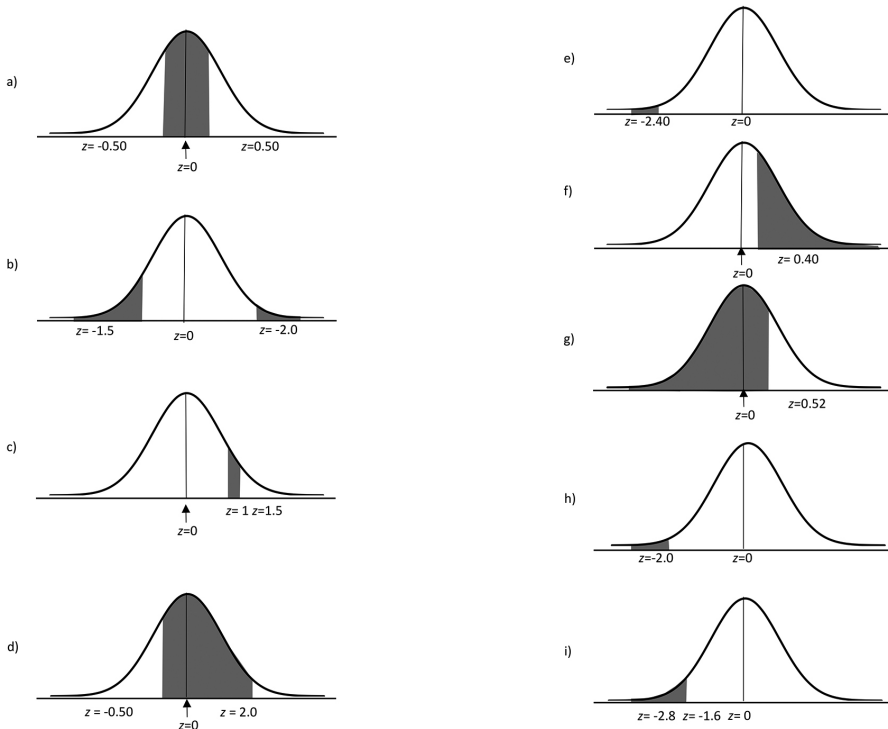 a)
z= -0.50 z=0.50
z=0
b)
z= -1.5 z=0 z= -2.0
c)
z= 1 z=1.5
z=0
d)
z= -0.50 z= 2.0
z=0
e)
z= -2.40 z=0
f)
z= 0.40
z=0
g)
z=0.52
z=0
h)
z=-2.0 z=0
i)
z= -2.8 z= -1.6 z= 0